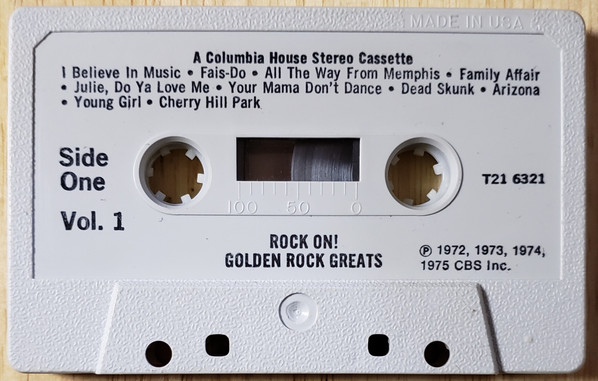 MADE IN USA
A Columbia House Stereo Cassette
I Believe In Music • Fais-Do • All The Way From Memphis • Family Affair
• Julie, Do Ya Love Me • Your Mama Don't Dance • Dead Skunk • Arizona
• Young Girl • Cherry Hill Park
Side
One
Vol. 1
100 50 0
T21 6321
ROCK ON!
GOLDEN ROCK GREATS
℗ 1972, 1973, 1974,
1975 CBS Inc.